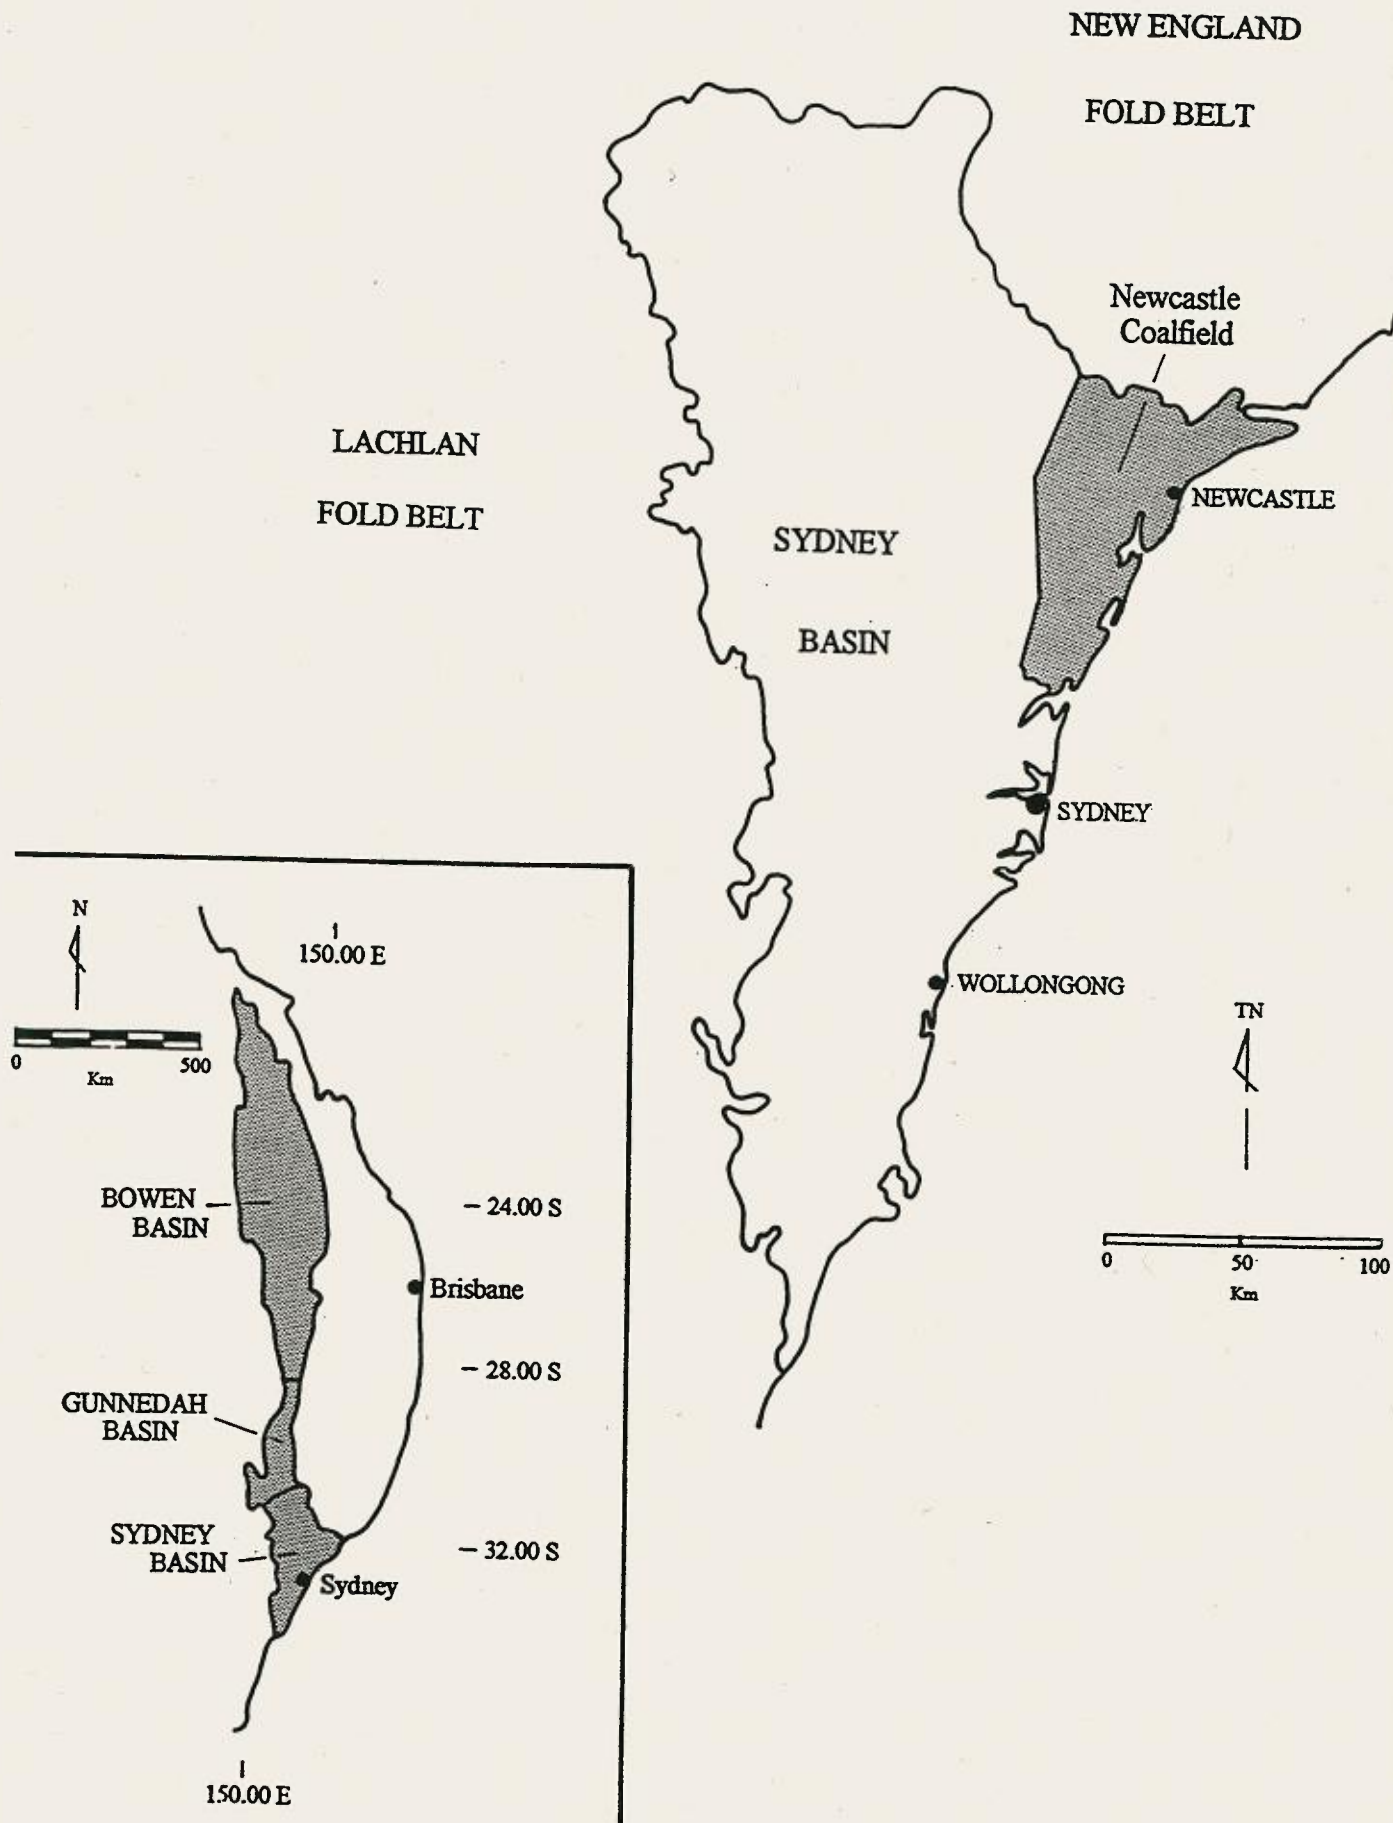 NEW ENGLAND
FOLD BELT
Newcastle
Coalfield
LACHLAN
FOLD BELT
NEWCASTLE
SYDNEY
BASIN
SYDNEY
WOLLONGONG
TN
0 50 100
Km
N
150.00 E
0 500
Km
BOWEN
BASIN
24.00 S
Brisbane
28.00 S
GUNNEDAH
BASIN
SYDNEY
BASIN
32.00 S
Sydney
150.00 E